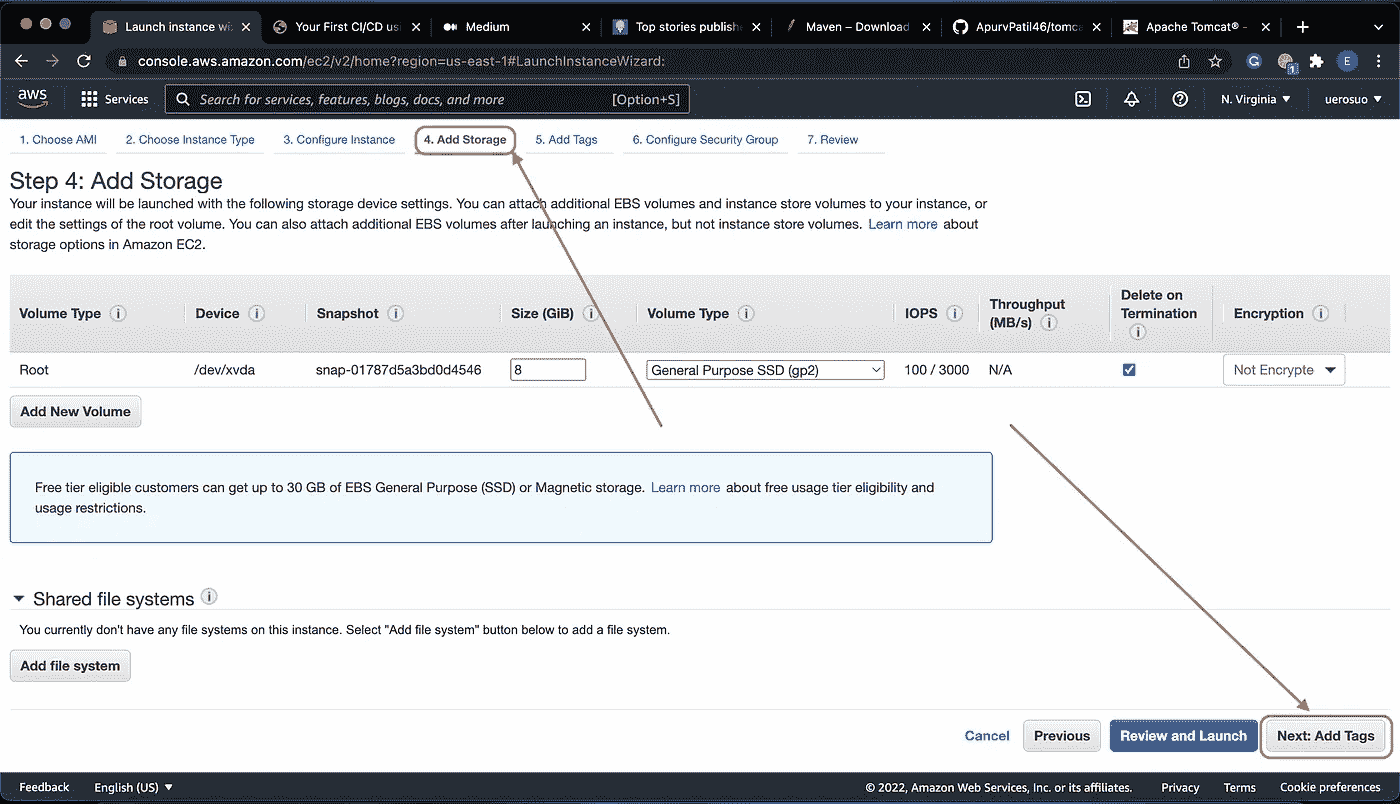 Launch instance wi
Your First CI/CD usi
Medium
Top stories publish
Maven – Download
ApurvPatil46/tomca
Apache Tomcat® -
console.aws.amazon.com/ec2/v2/home?region=us-east-1#LaunchInstanceWizard:
G
1
E
aws
Services
Search for services, features, blogs, docs, and more
[Option+S]
N. Virginia
uerosuo
1. Choose AMI
2. Choose Instance Type
3. Configure Instance
4. Add Storage
5. Add Tags
6. Configure Security Group
7. Review
Step 4: Add Storage
Your instance will be launched with the following storage device settings. You can attach additional EBS volumes and instance store volumes to your instance, or
edit the settings of the root volume. You can also attach additional EBS volumes after launching an instance, but not instance store volumes. Learn more about
storage options in Amazon EC2.
Volume Type
Device
Snapshot
Size (GiB)
Volume Type
IOPS
Throughput
(MB/s)
Delete on
Termination
Encryption
Root
/dev/xvda
snap-01787d5a3bd0d4546
8
General Purpose SSD (gp2)
100 / 3000
N/A
Not Encrypte
Add New Volume
Free tier eligible customers can get up to 30 GB of EBS General Purpose (SSD) or Magnetic storage. Learn more about free usage tier eligibility and
usage restrictions.
Shared file systems
You currently don't have any file systems on this instance. Select "Add file system" button below to add a file system.
Add file system
Cancel
Previous
Review and Launch
Next: Add Tags
Feedback
English (US)
© 2022, Amazon Web Services, Inc. or its affiliates.
Privacy
Terms
Cookie preferences